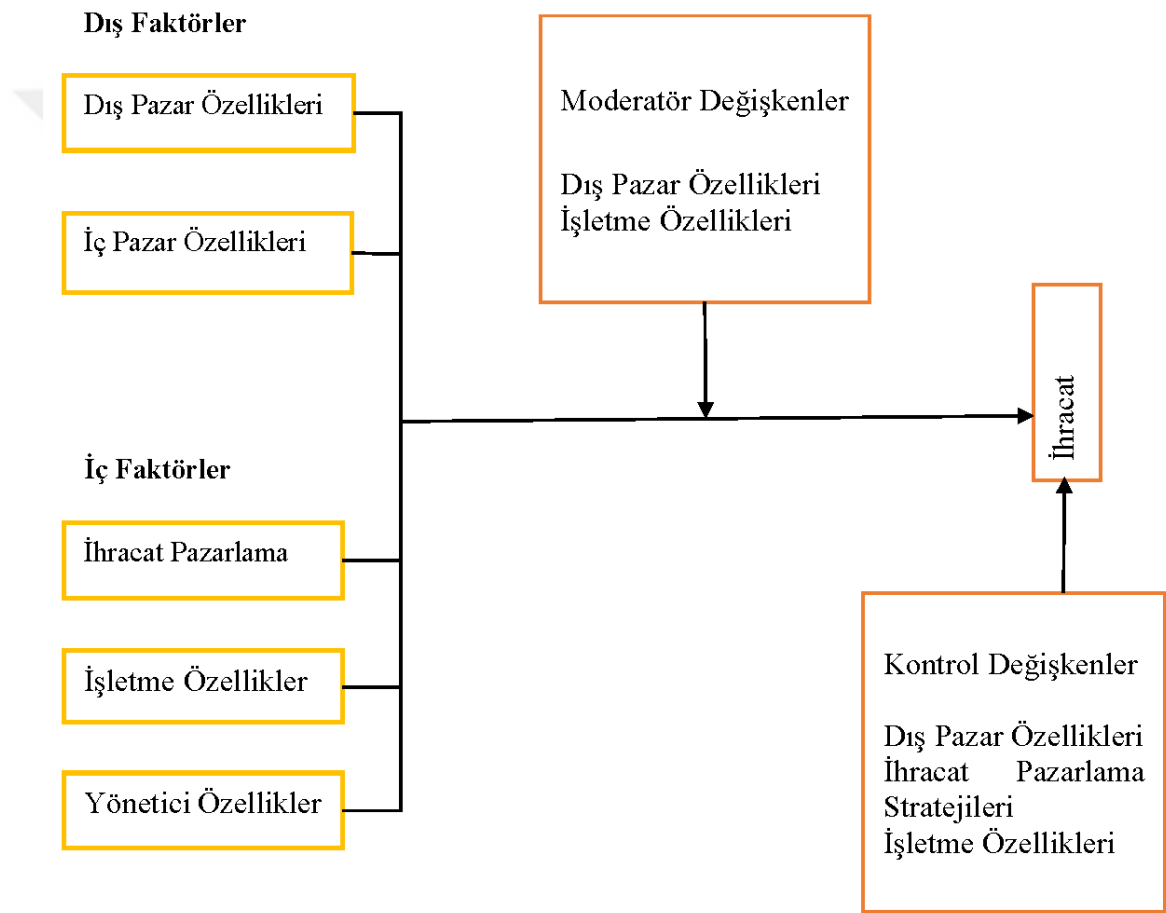 Dış Faktörler
Dış Pazar Özellikleri
İç Pazar Özellikleri
İç Faktörler
İhracat Pazarlama
İşletme Özellikler
Yönetici Özellikler
Moderatör Değişkenler
Dış Pazar Özellikleri
İşletme Özellikleri
İhracat
Kontrol Değişkenler
Dış Pazar Özellikleri
İhracat Pazarlama
Stratejileri
İşletme Özellikleri